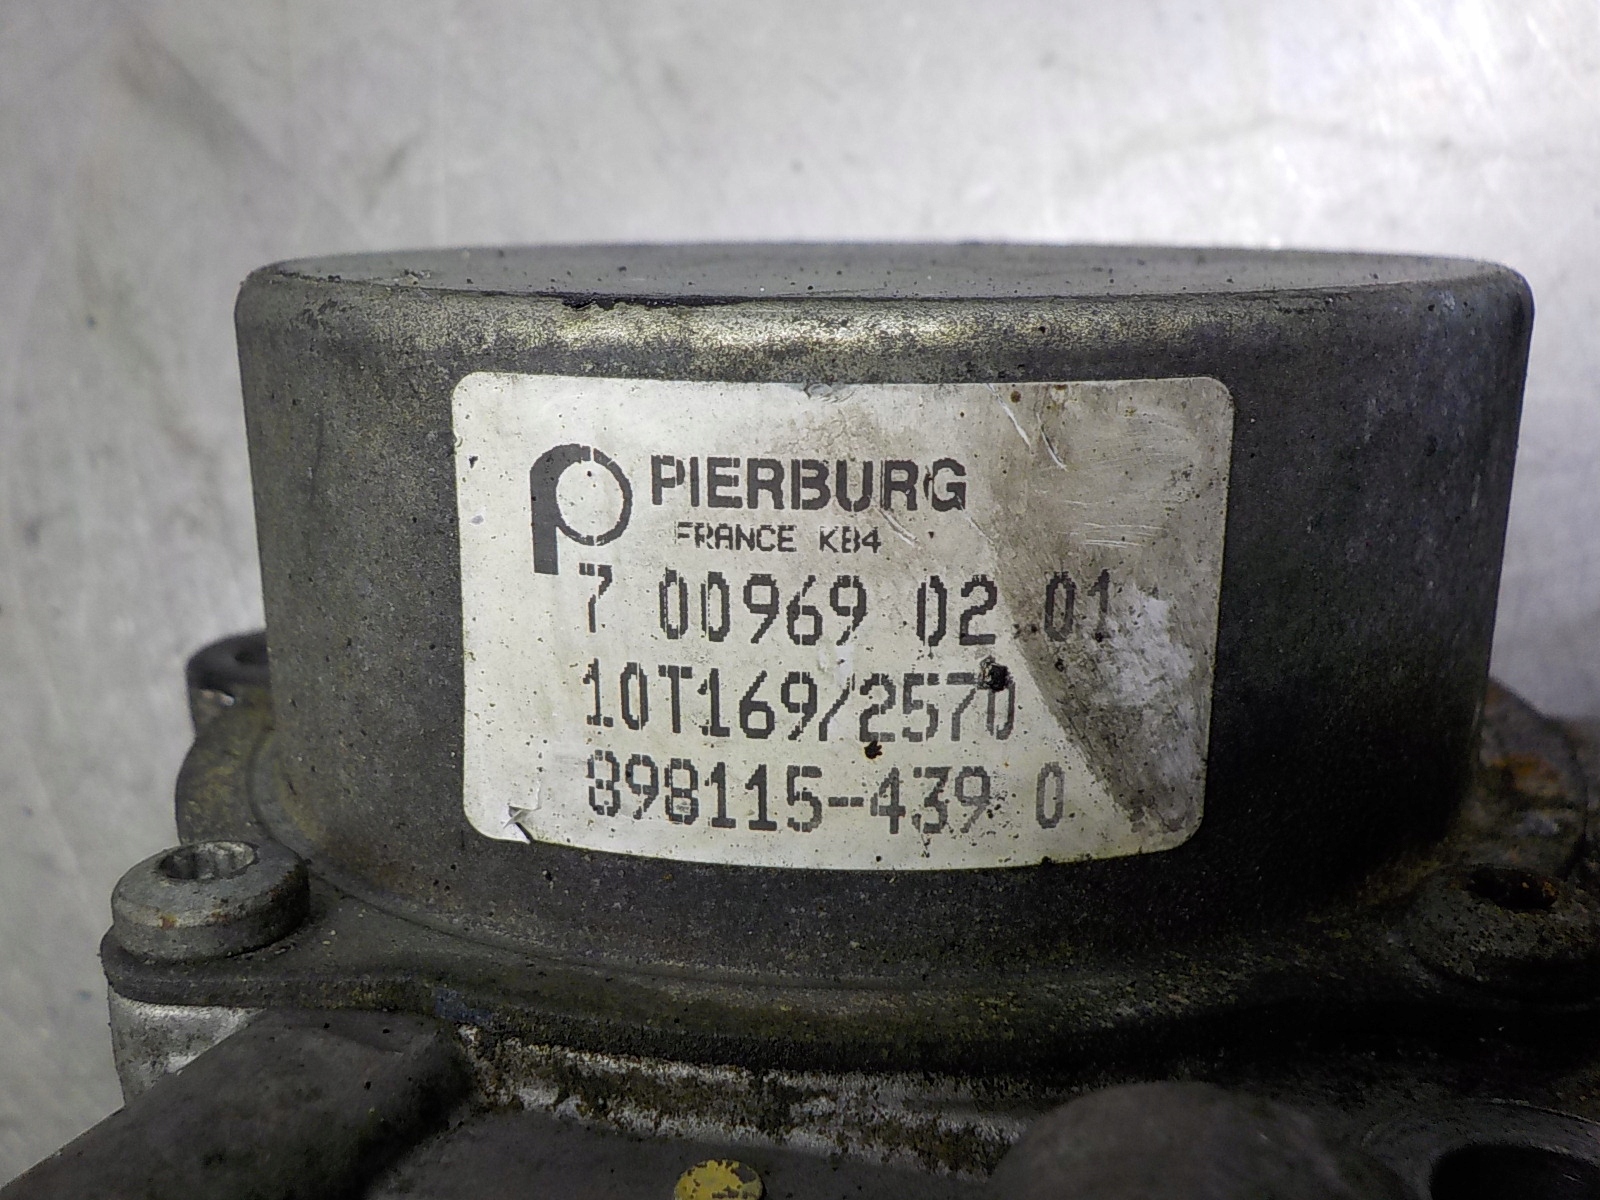 PIERBURG
FRANCE KB4
7 00969 02 01
10T169/2570
898115-439 0